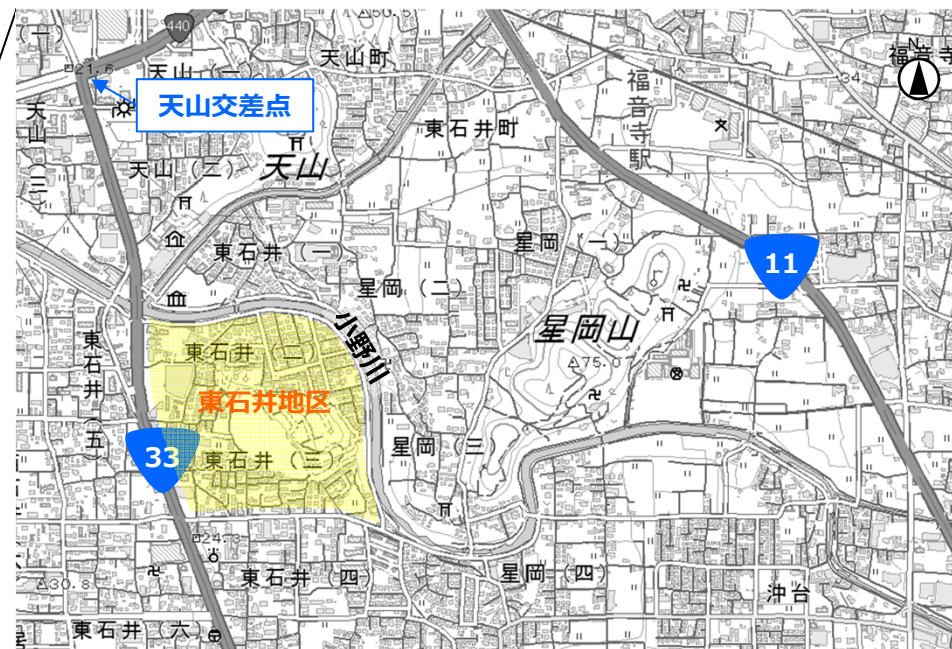 440
50.5
(一)
21.6
天山(一)
天山町
福音寺
N
34
天山交差点
福音寺駅
天山(三)
東石井町
天山(二)
天山
東石井(一)
星岡(一)
11
星岡(二)
小野川
星岡山
75.0
東石井(二)
東石井(五)
東石井地区
星岡(三
33
東石井(三)
24.3
東石井(四)
星岡(四)
30.8
沖台
東石井(六)